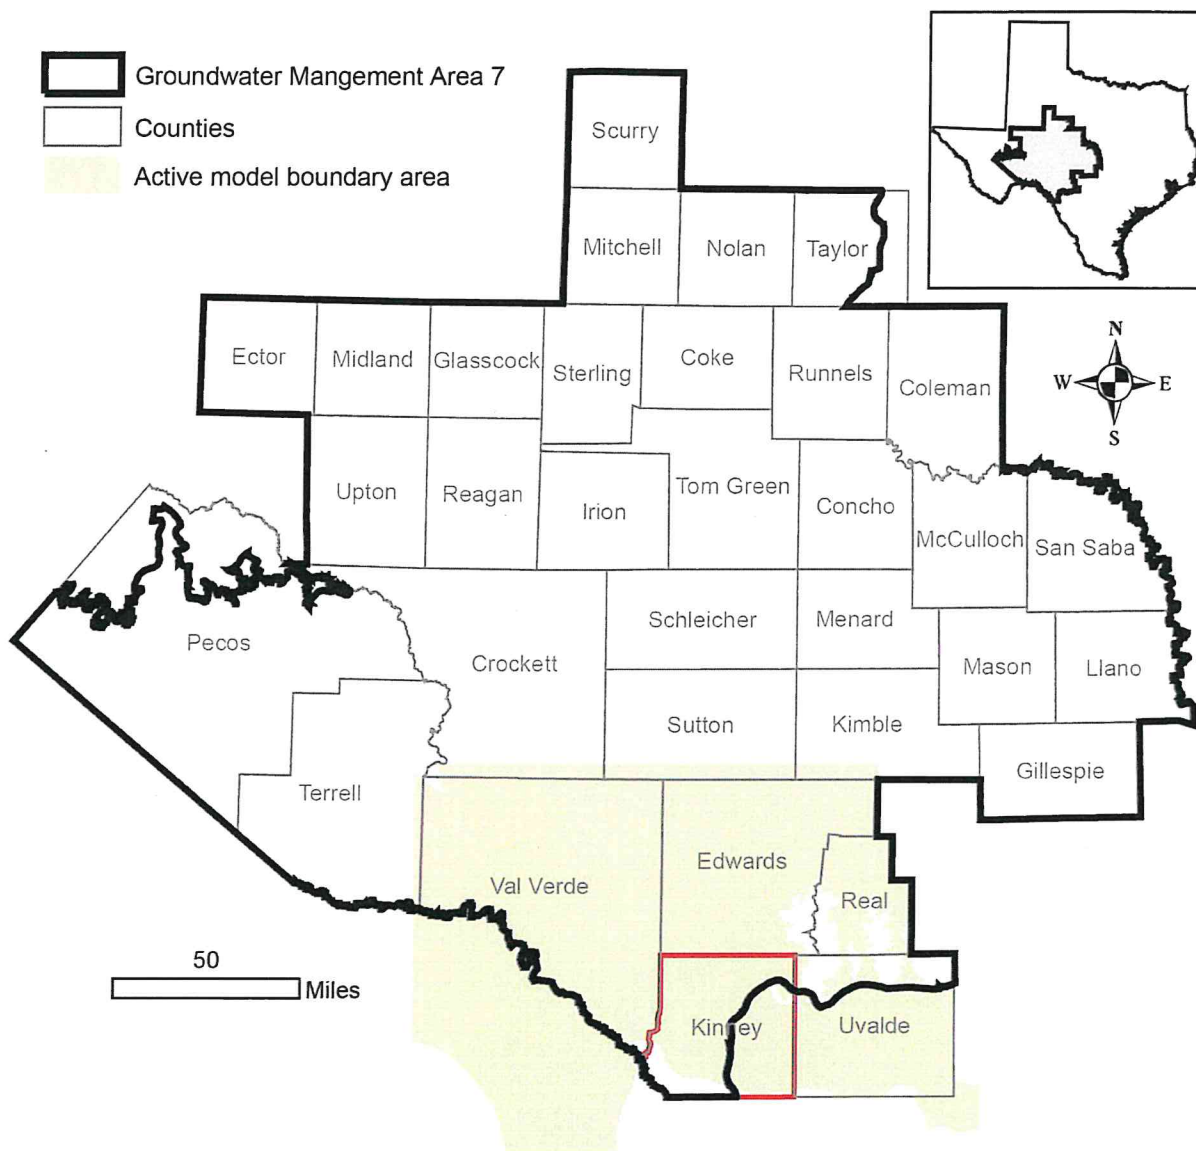 Groundwater Mangement Area 7
Counties
Active model boundary area
Scurry
Mitchell
Nolan
Taylor
Ector
Midland
Glasscock
Sterling
Coke
Runnels
Coleman
N
W
E
S
Upton
Reagan
Irion
Tom Green
Concho
McCulloch
San Saba
Pecos
Crockett
Schleicher
Menard
Mason
Llano
Sutton
Kimble
Gillespie
Terrell
Val Verde
Edwards
Real
50
Miles
Kinney
Uvalde